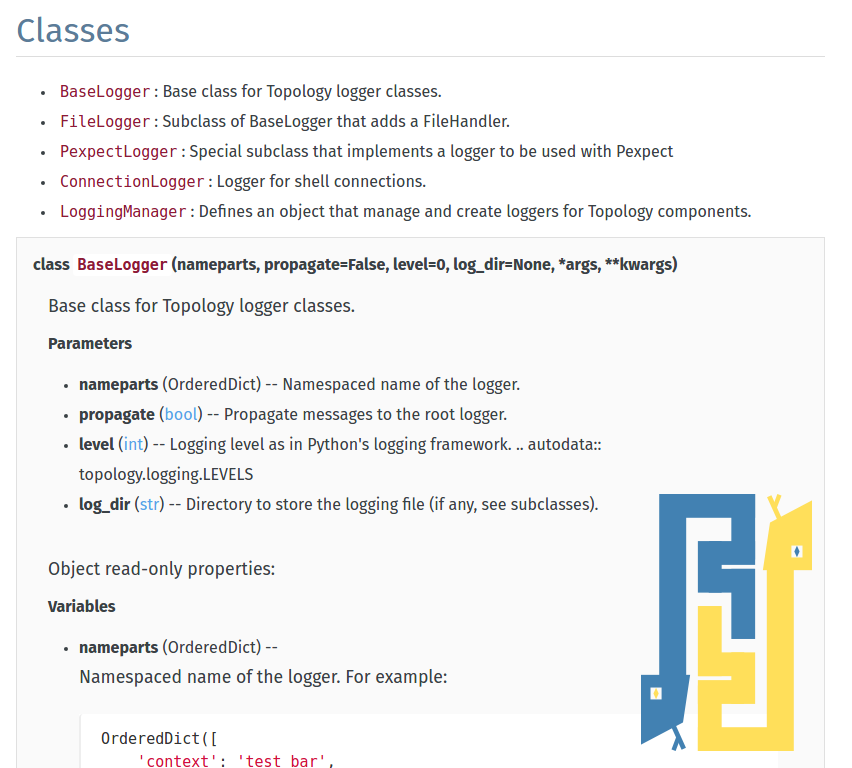 Classes
BaseLogger : Base class for Topology logger classes.
FileLogger : Subclass of BaseLogger that adds a FileHandler.
PexpectLogger : Special subclass that implements a logger to be used with Pexpect
ConnectionLogger : Logger for shell connections.
LoggingManager : Defines an object that manage and create loggers for Topology components.
class BaseLogger (nameparts, propagate=False, level=0, log_dir=None, *args, **kwargs)
Base class for Topology logger classes.
Parameters
nameparts (OrderedDict) -- Namespaced name of the logger.
propagate (bool) -- Propagate messages to the root logger.
level (int) -- Logging level as in Python's logging framework. .. autodata::
topology.logging.LEVELS
log_dir (str) -- Directory to store the logging file (if any, see subclasses).
Object read-only properties:
Variables
nameparts (OrderedDict) --
Namespaced name of the logger. For example:
OrderedDict([
'context': 'test bar',